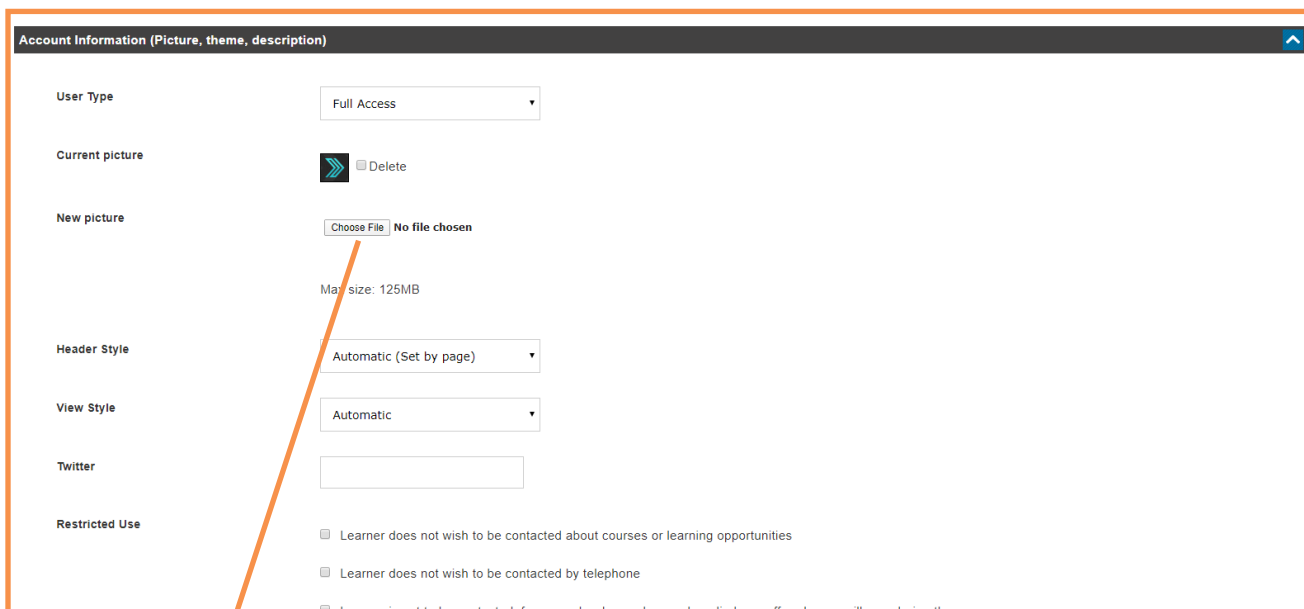 Account Information (Picture, theme, description)
User Type
Full Access
Current picture
Delete
New picture
Choose File No file chosen
Max size: 125MB
Header Style
Automatic (Set by page)
View Style
Automatic
Twitter
Restricted Use
Learner does not wish to be contacted about courses or learning opportunities
Learner does not wish to be contacted by telephone